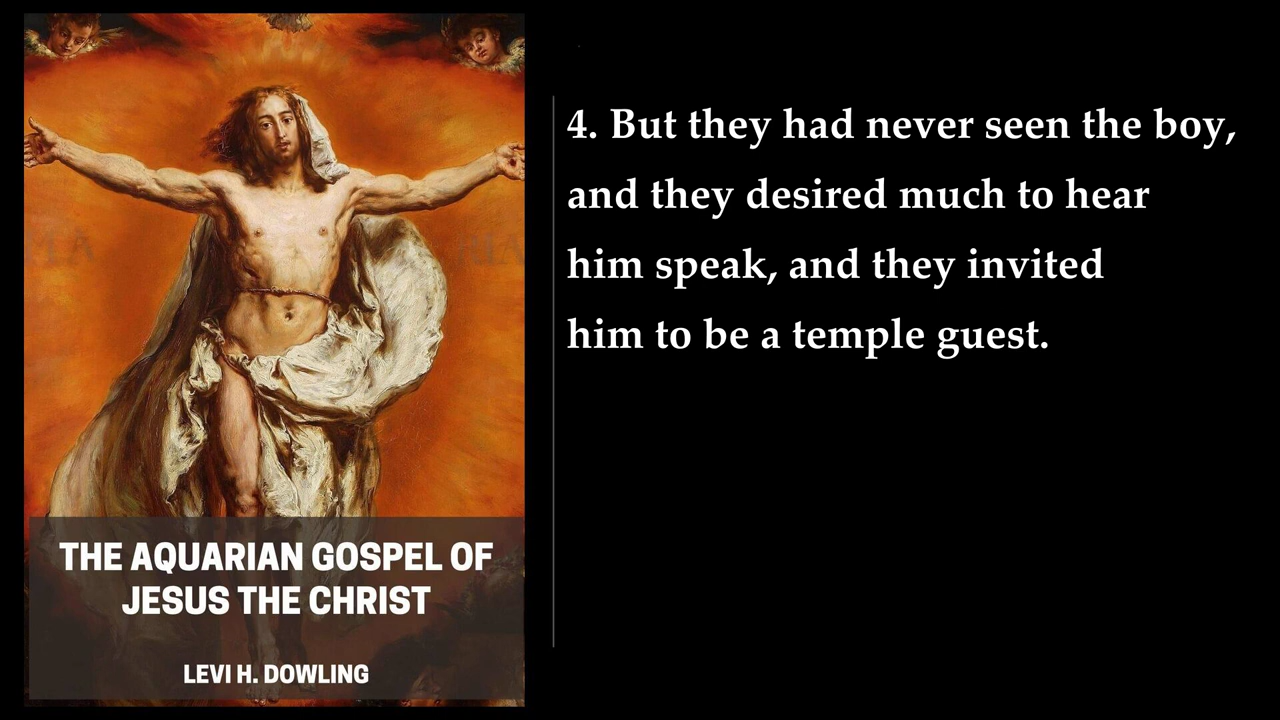 THE AQUARIAN GOSPEL OF
JESUS THE CHRIST
LEVI H. DOWLING
4. But they had never seen the boy,
and they desired much to hear
him speak, and they invited
him to be a temple guest.